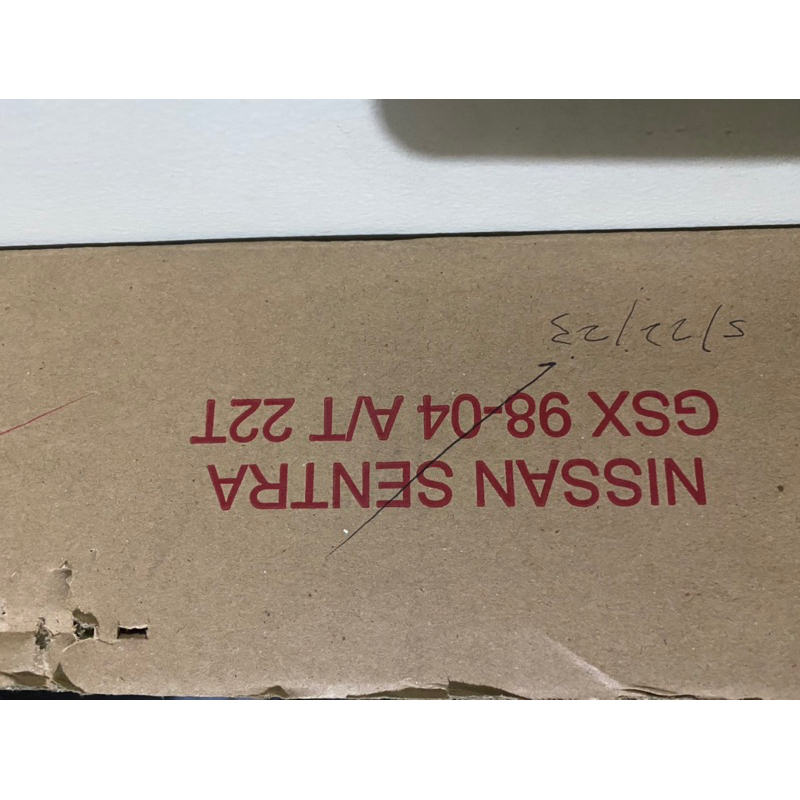 NISSAN SENTRA
GSX 98-04 A/T 22T
5/22/23